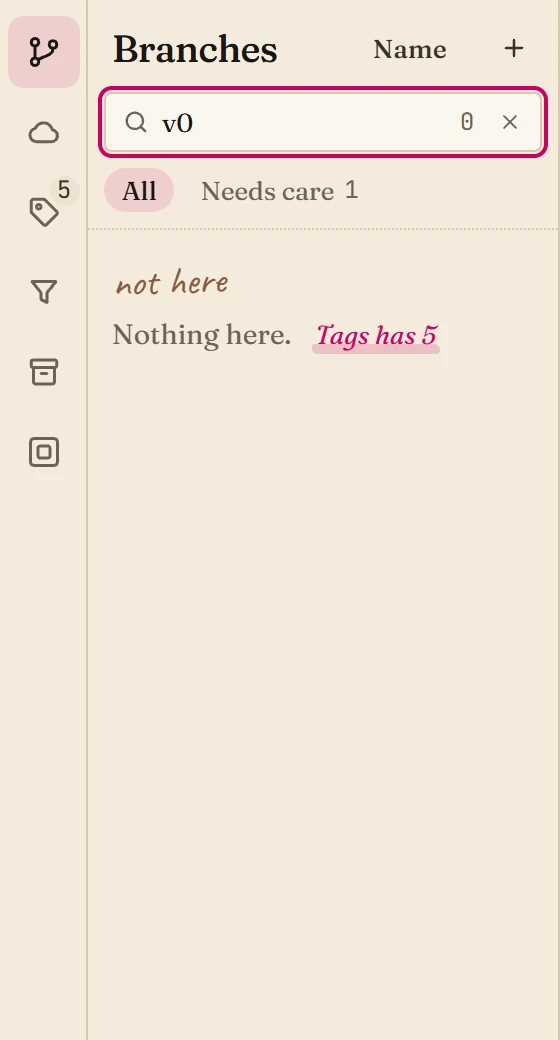 Branches Name +
v0 0 ×
5
All Needs care 1
not here
Nothing here. Tags has 5